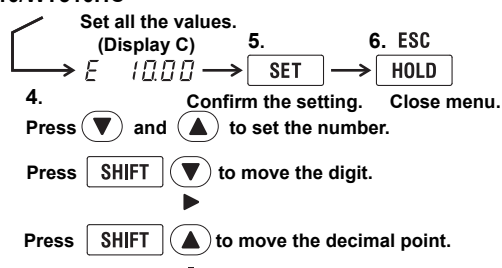 Set all the values.
(Display C)
5.
6. ESC
E 10.00
SET
HOLD
4.
Confirm the setting.
Close menu.
Press ▼ and ▲ to set the number.
Press SHIFT ▼ to move the digit.
▶
Press SHIFT ▲ to move the decimal point.